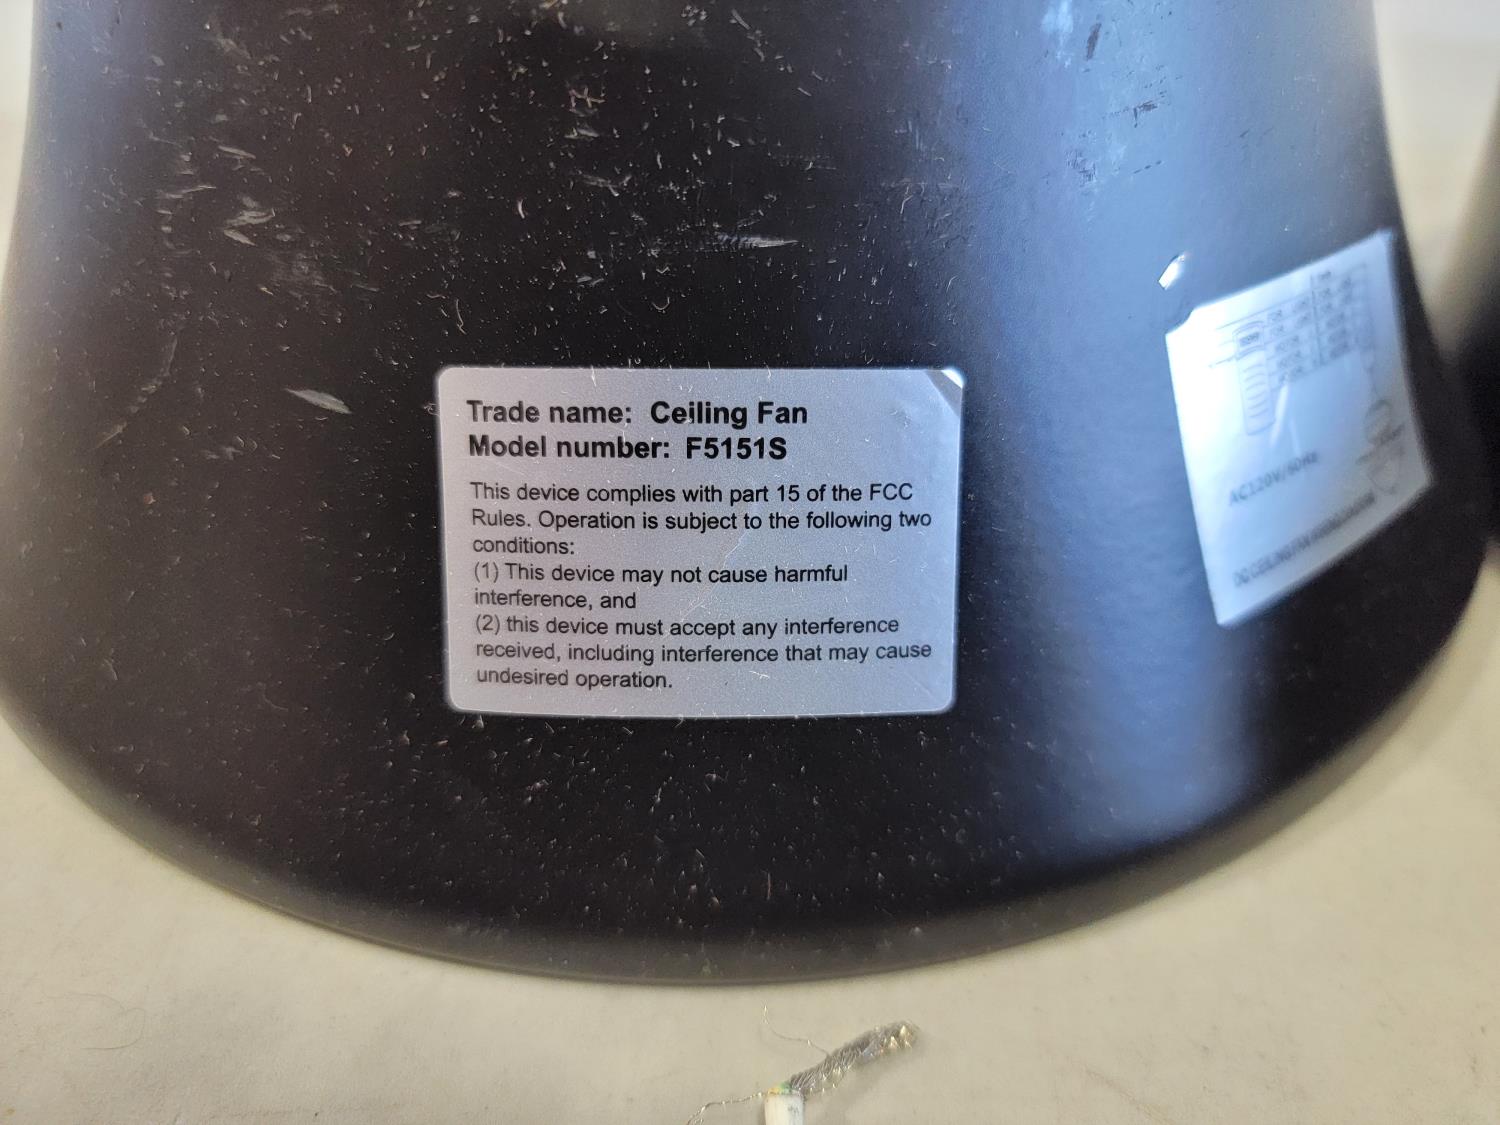 Trade name: Ceiling Fan
Model number: F5151S
This device complies with part 15 of the FCC
Rules. Operation is subject to the following two
conditions:
(1) This device may not cause harmful
interference, and
(2) this device must accept any interference
received, including interference that may cause
undesired operation.
AC120V/60Hz